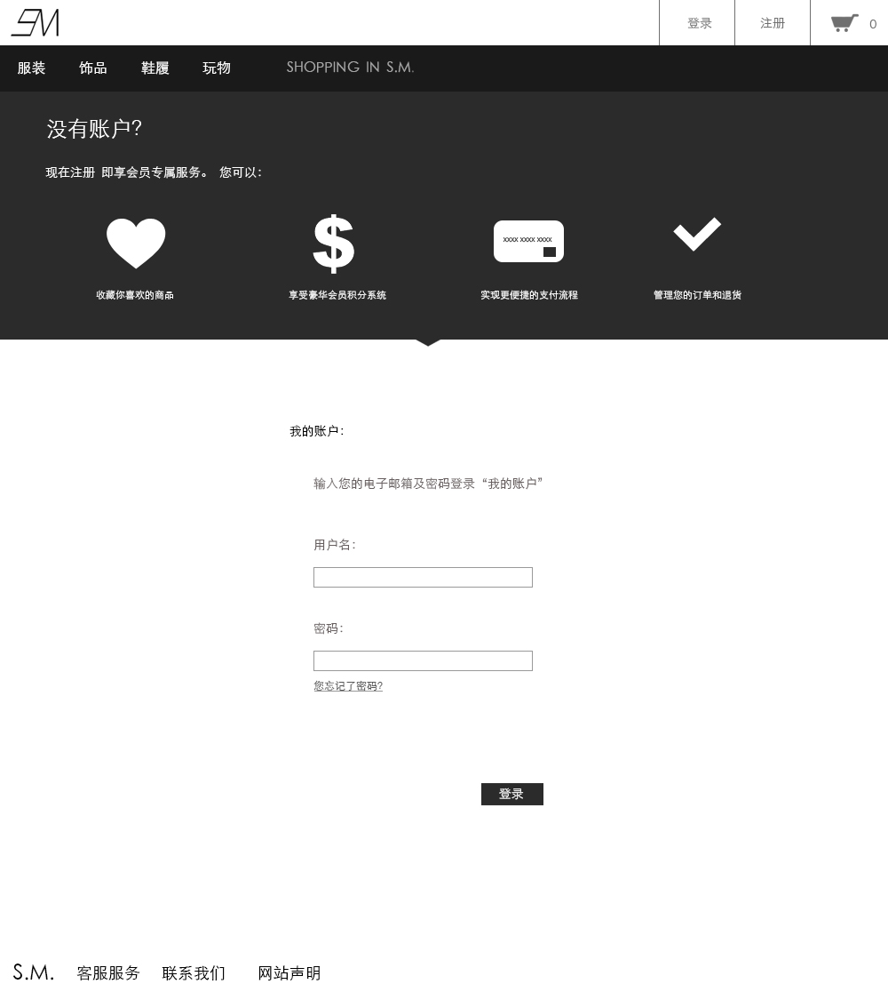 SM
登录 注册 0
服装 饰品 鞋履 玩物 SHOPPING IN S.M.
没有账户?
现在注册 即享会员专属服务。 您可以:
xxxx xxxx xxxx
收藏你喜欢的商品 享受豪华会员积分系统 实现更便捷的支付流程 管理您的订单和退货
我的账户:
输入您的电子邮箱及密码登录“我的账户”
用户名:
密码:
您忘记了密码?
登录
S.M. 客服服务 联系我们 网站声明